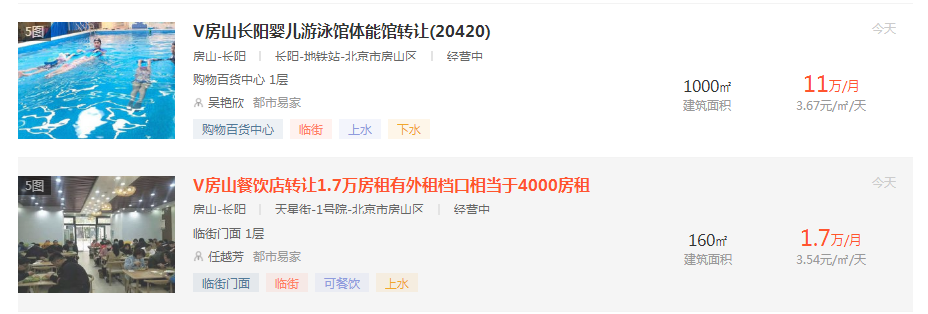 5图
V房山长阳婴儿游泳馆体能馆转让(20420)
今天
房山-长阳 | 长阳-地铁站-北京市房山区 | 经营中
购物百货中心 1层
1000㎡
11万/月
吴艳欣 都市易家
建筑面积
3.67元/㎡/天
购物百货中心 临街 上水 下水
5图
V房山餐饮店转让1.7万房租有外租档口相当于4000房租
今天
房山-长阳 | 天星街-1号院-北京市房山区 | 经营中
临街门面 1层
160㎡
1.7万/月
任越芳 都市易家
建筑面积
3.54元/㎡/天
临街门面 临街 可餐饮 上水